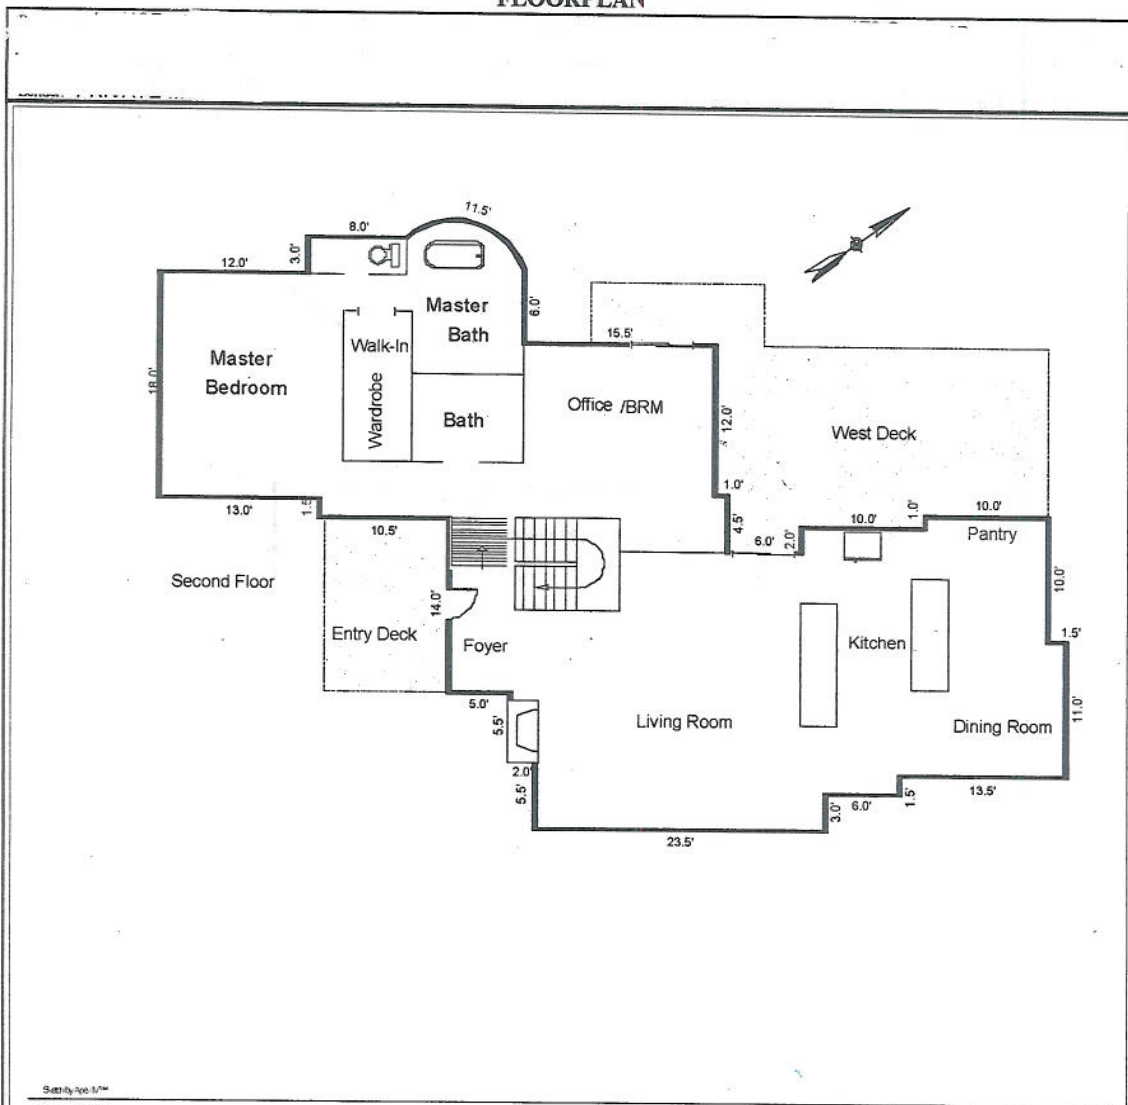 FLOORPLAN
11.5'
8.0'
3.0'
12.0'
Master
Bath
6.0'
15.5'
Walk-In
Wardrobe
Master
Bedroom
18.0'
Bath
Office /BRM
12.0'
West Deck
1.0'
4.5'
6.0'
2.0'
10.0'
1.0'
10.0'
Pantry
13.0'
1.5
10.5'
Second Floor
14.0'
Entry Deck
Foyer
Kitchen
10.0'
1.5'
5.0'
5.5'
Living Room
Dining Room
11.0'
2.0'
5.5'
3.0'
6.0'
1.5'
13.5'
23.5'